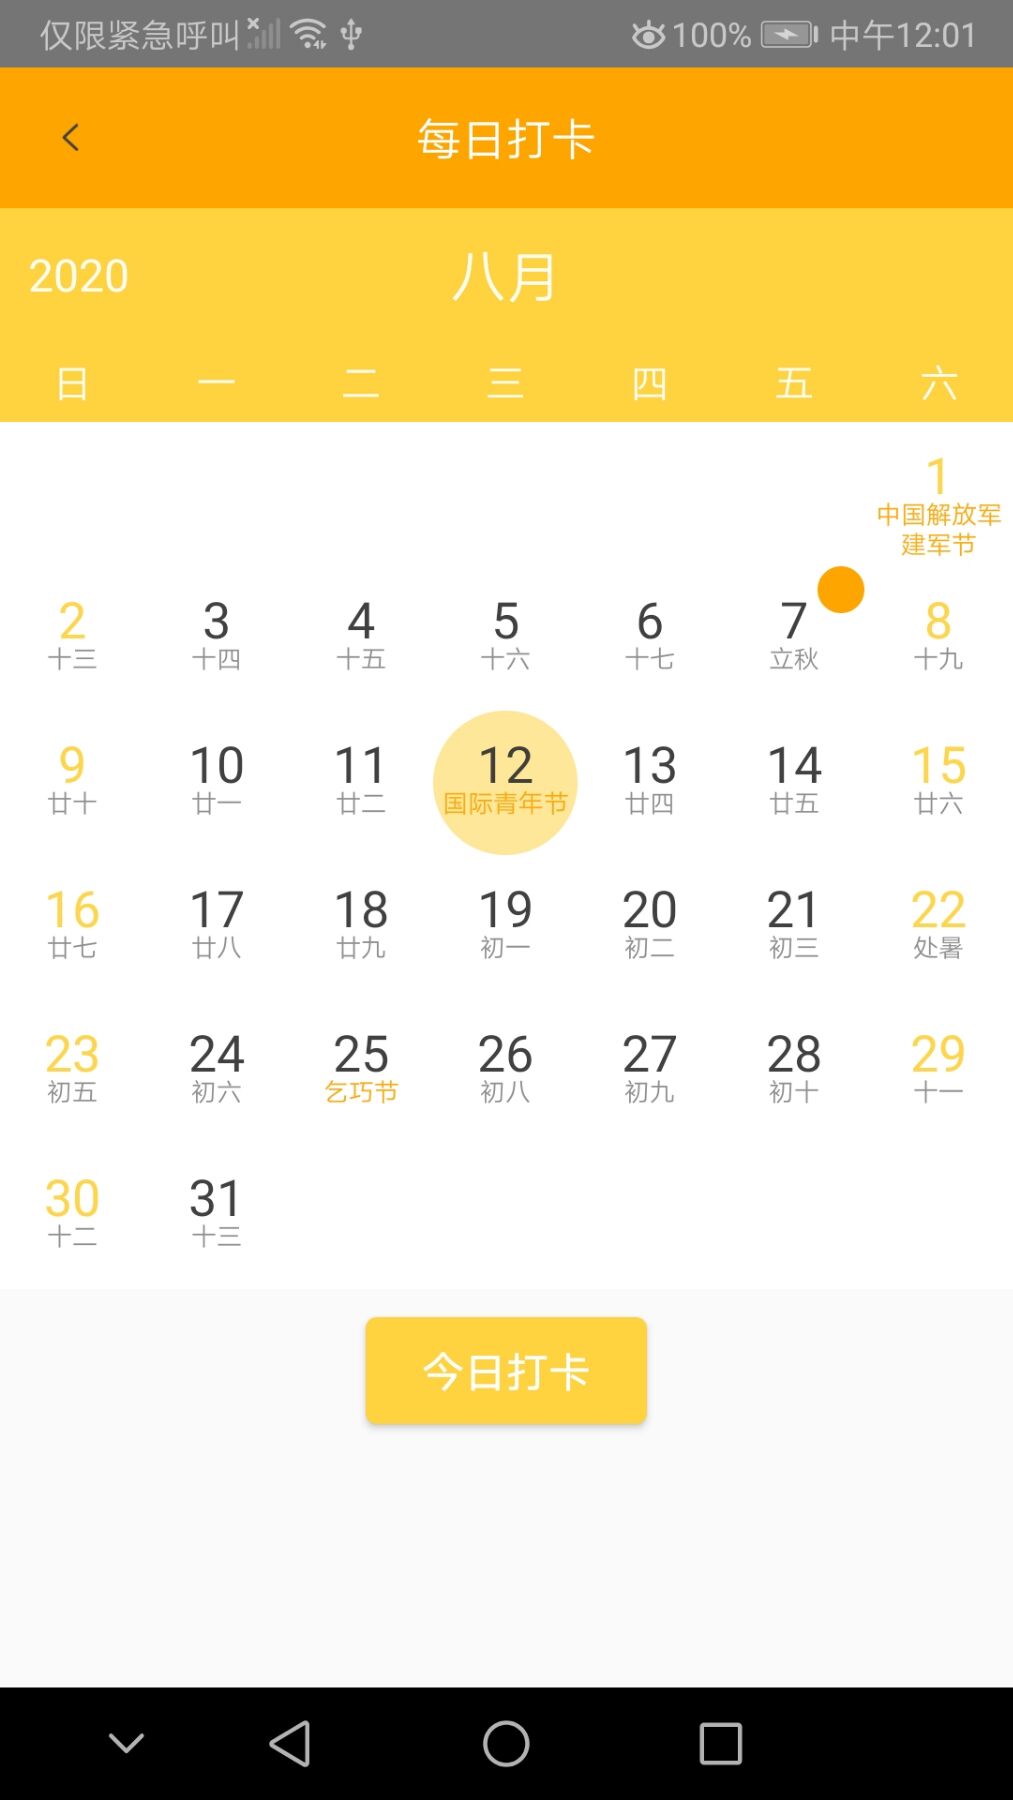 仅限紧急呼叫 100% 中午12:01
每日打卡
2020 八月
日 一 二 三 四 五 六
1
中国解放军
建军节
2 3 4 5 6 7 8
十三 十四 十五 十六 十七 立秋 十九
9 10 11 12 13 14 15
廿十 廿一 廿二 国际青年节 廿四 廿五 廿六
16 17 18 19 20 21 22
廿七 廿八 廿九 初一 初二 初三 处暑
23 24 25 26 27 28 29
初五 初六 乞巧节 初八 初九 初十 十一
30 31
十二 十三
今日打卡